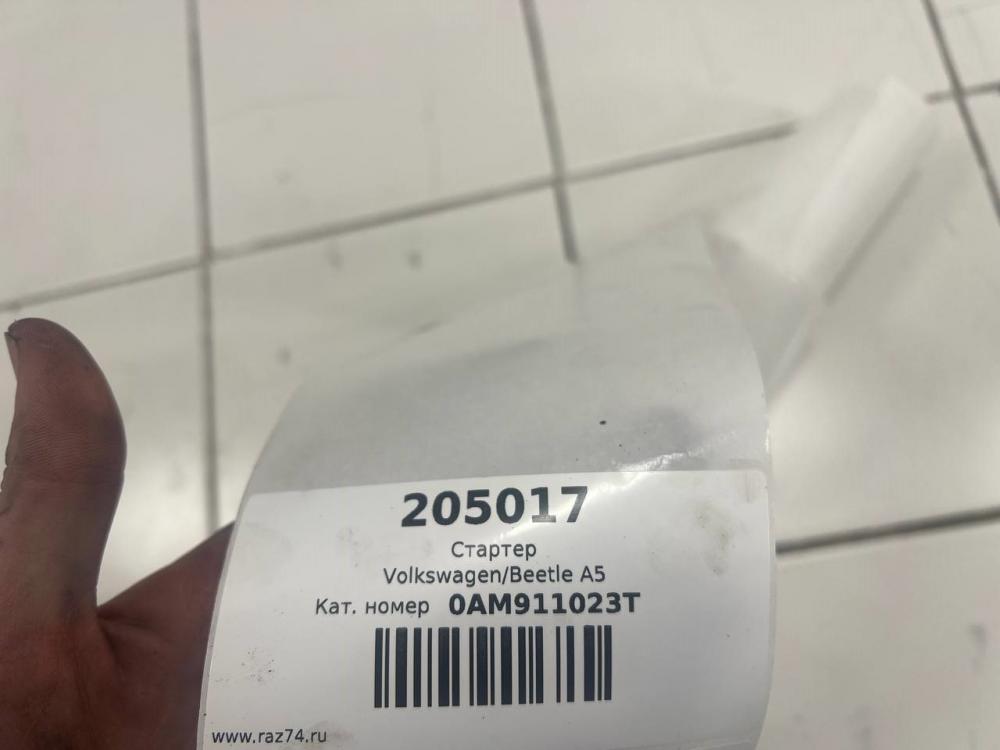 205017
Стартер
Volkswagen/Beetle A5
Кат. номер 0AM911023T
www.raz74.ru